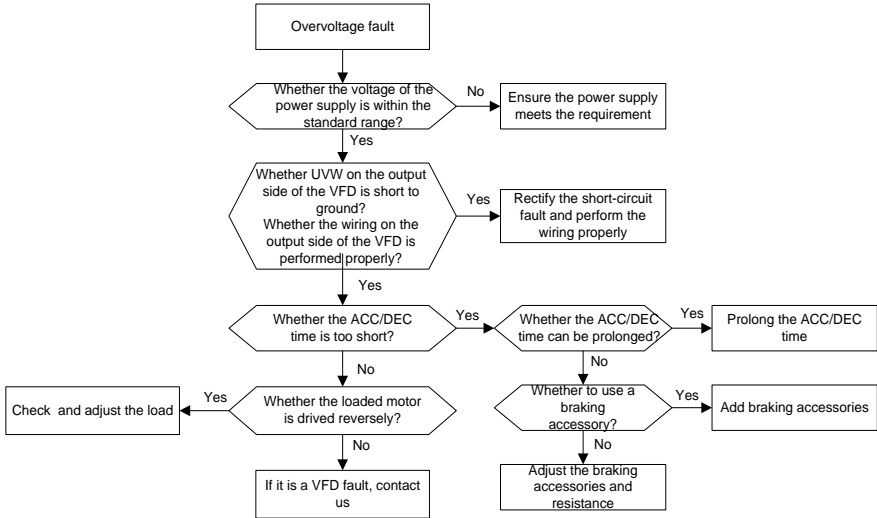 Overvoltage fault
Whether the voltage of the
power supply is within the
standard range?
No
Ensure the power supply
meets the requirement
Yes
Whether UVW on the output
side of the VFD is short to
ground?
Whether the wiring on the
output side of the VFD is
performed properly?
Yes
Rectify the short-circuit
fault and perform the
wiring properly
Yes
Whether the ACC/DEC
time is too short?
Yes
Whether the ACC/DEC
time can be prolonged?
Yes
Prolong the ACC/DEC
time
No
No
Check and adjust the load
Yes
Whether the loaded motor
is drived reversely?
Whether to use a
braking
accessory?
Yes
Add braking accessories
No
No
If it is a VFD fault, contact
us
Adjust the braking
accessories and
resistance